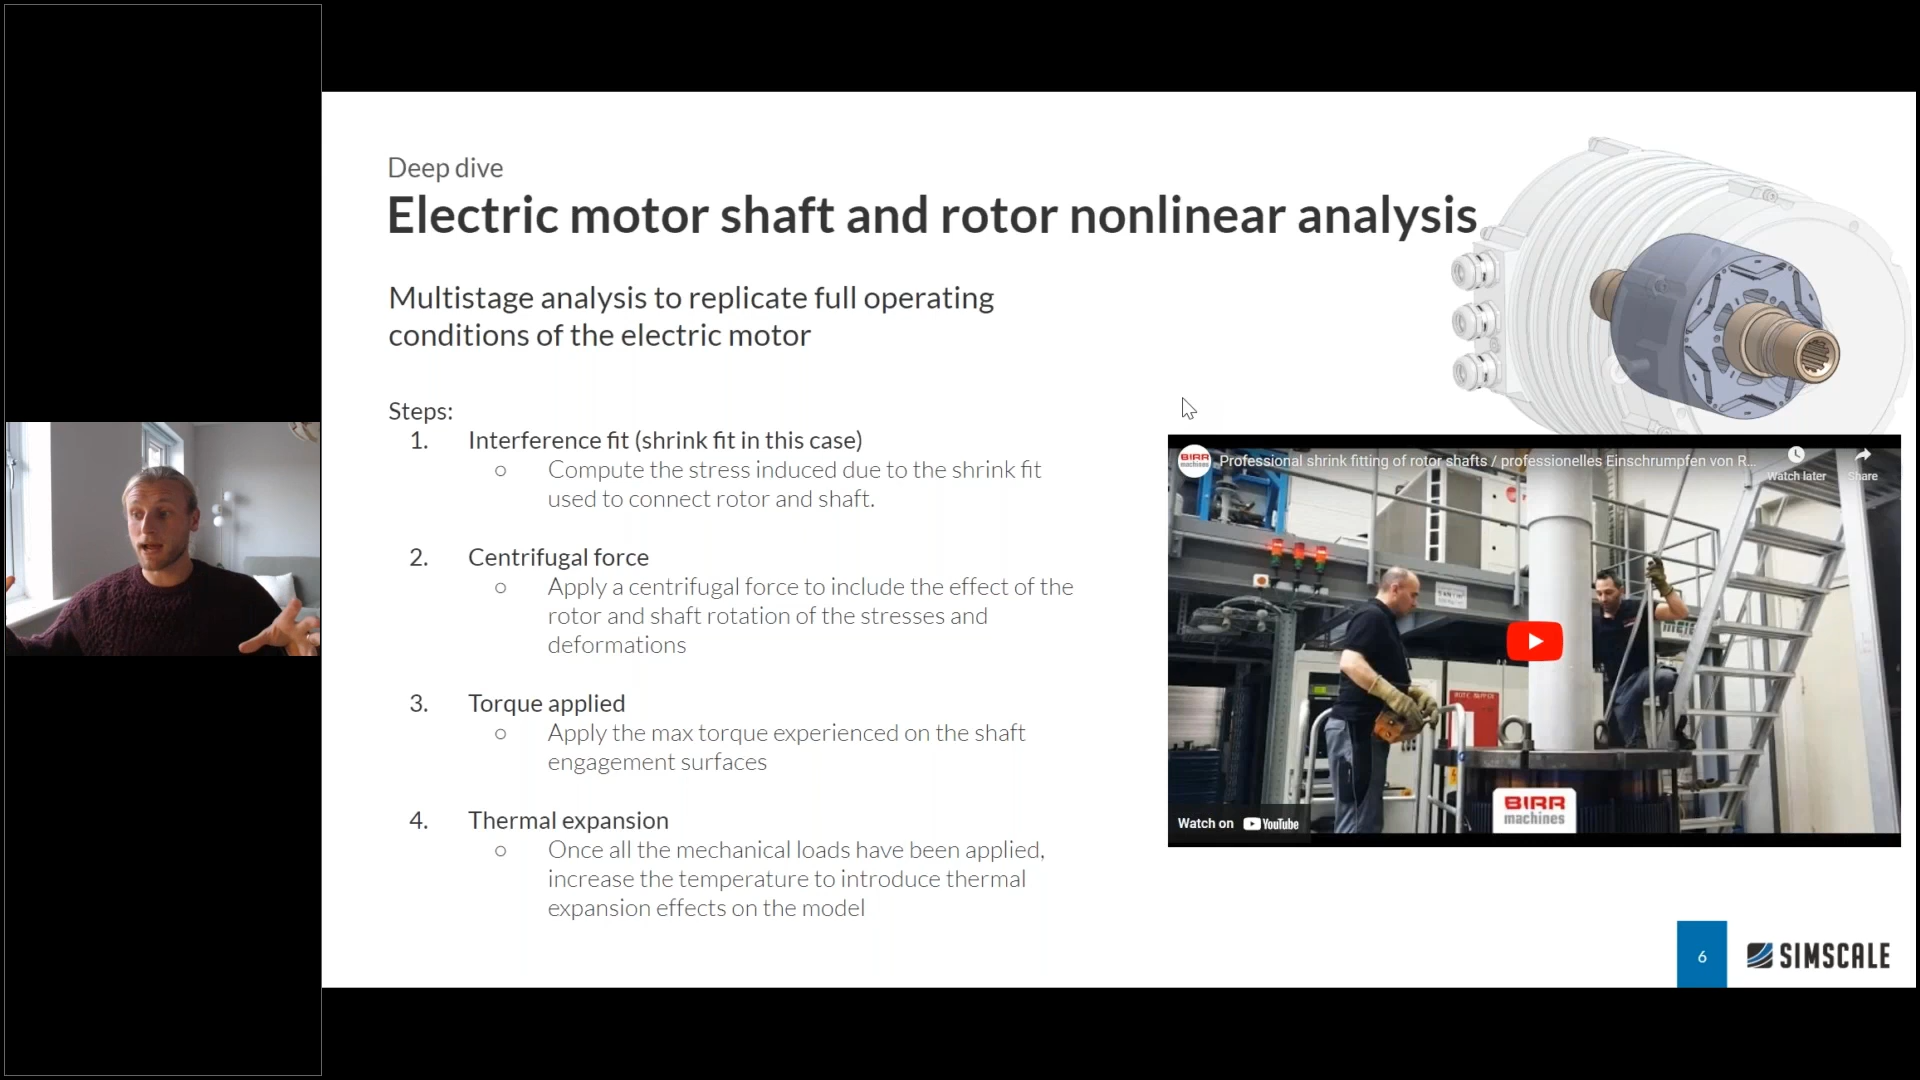 Deep dive
Electric motor shaft and rotor nonlinear analysis
Multistage analysis to replicate full operating
conditions of the electric motor
Steps:
1. Interference fit (shrink fit in this case)
○ Compute the stress induced due to the shrink fit
used to connect rotor and shaft.
2. Centrifugal force
○ Apply a centrifugal force to include the effect of the
rotor and shaft rotation of the stresses and
deformations
3. Torque applied
○ Apply the max torque experienced on the shaft
engagement surfaces
4. Thermal expansion
○ Once all the mechanical loads have been applied,
increase the temperature to introduce thermal
expansion effects on the model
BIRR
machines
Professional shrink fitting of rotor shafts / professionelles Einschrumpfen von R...
Watch later
Share
Watch on YouTube
BIRR
machines
6
SIMSCALE